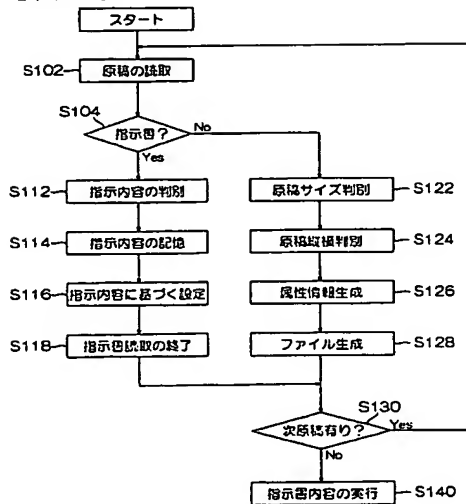 スタート
S102
原稿の読取
S104
指示書?
No
Yes
S112
指示内容の判別
原稿サイズ判別
S122
S114
指示内容の記憶
原稿縦横判別
S124
S116
指示内容に基づく設定
属性情報生成
S126
S118
指示書読取の終了
ファイル生成
S128
S130
次原稿有り?
Yes
No
指示書内容の実行
S140